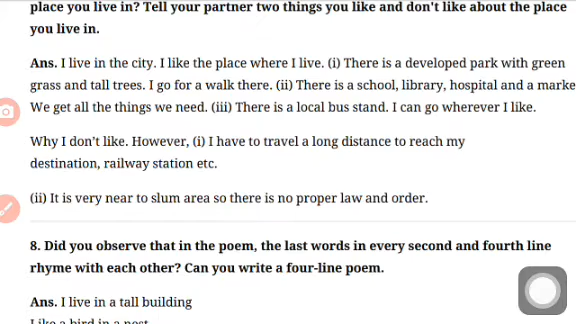 place you live in? Tell your partner two things you like and don't like about the place
you live in.
Ans. I live in the city. I like the place where I live. (i) There is a developed park with green
grass and tall trees. I go for a walk there. (ii) There is a school, library, hospital and a marke
We get all the things we need. (iii) There is a local bus stand. I can go wherever I like.
Why I don't like. However, (i) I have to travel a long distance to reach my
destination, railway station etc.
(ii) It is very near to slum area so there is no proper law and order.
8. Did you observe that in the poem, the last words in every second and fourth line
rhyme with each other? Can you write a four-line poem.
Ans. I live in a tall building
Like a bird in a nest